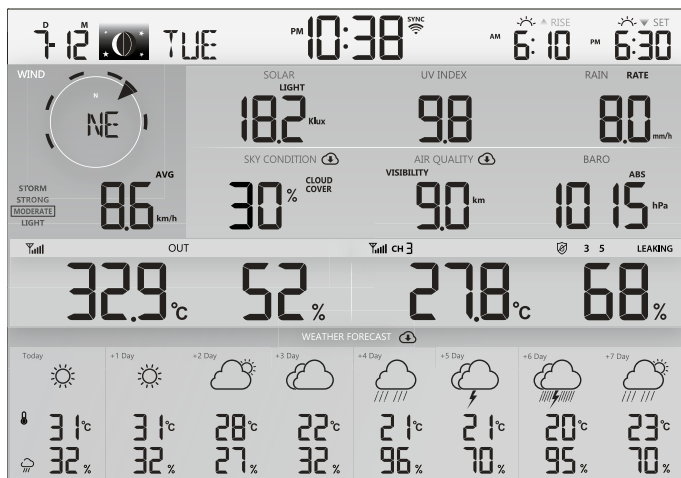 D M
7-12 TUE PM 10:38 SYNC AM RISE 6:10 PM SET 6:30
WIND
N
NE
AVG
8.6 km/h
STORM
STRONG
MODERATE
LIGHT
SOLAR
LIGHT
18.2 Klux
UV INDEX
9.8
RAIN RATE
8.0 mm/h
SKY CONDITION
30 % CLOUD
COVER
AIR QUALITY
VISIBILITY
9.0 km
BARO
ABS
1015 hPa
OUT
32.9 °C 52 %
CH 3 3 5 LEAKING
27.8 °C 68 %
WEATHER FORECAST
Today +1 Day +2 Day +3 Day +4 Day +5 Day +6 Day +7 Day
31 °C 31 °C 28 °C 22 °C 21 °C 21 °C 20 °C 23 °C
32 % 32 % 27 % 32 % 96 % 70 % 95 % 70 %